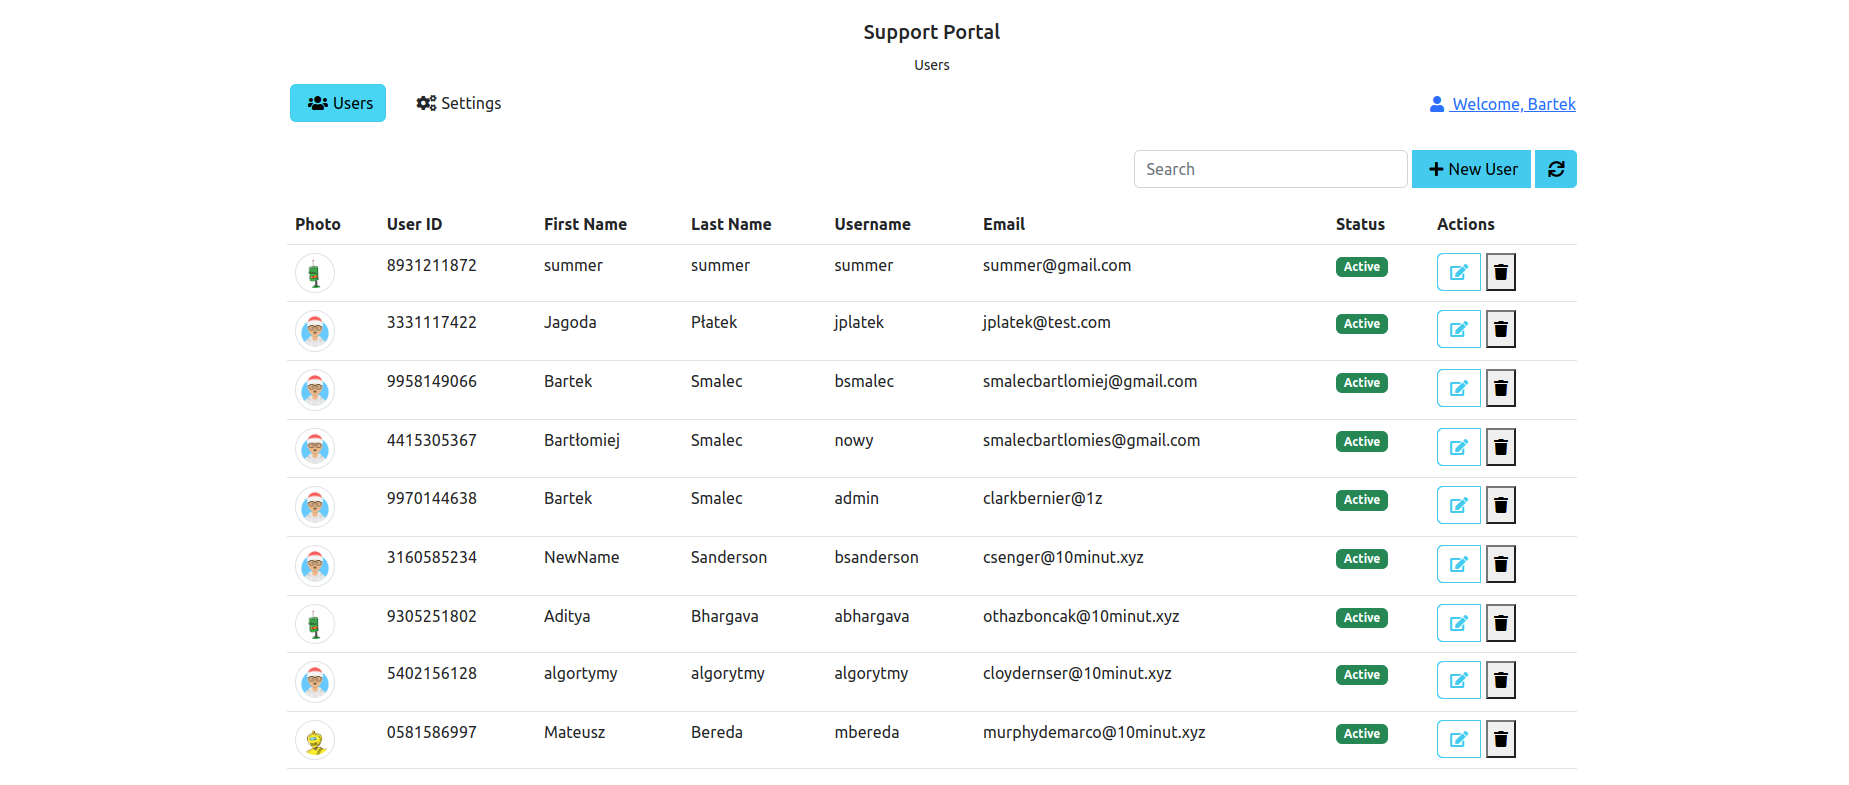 Support Portal
Users
Users Settings Welcome, Bartek
Search New User
Photo User ID First Name Last Name Username Email Status Actions
8931211872 summer summer summer summer@gmail.com Active
3331117422 Jagoda Płatek jplatek jplatek@test.com Active
9958149066 Bartek Smalec bsmalec smalecbartlomiej@gmail.com Active
4415305367 Bartłomiej Smalec nowy smalecbartlomies@gmail.com Active
9970144638 Bartek Smalec admin clarkbernier@1z Active
3160585234 NewName Sanderson bsanderson csenger@10minut.xyz Active
9305251802 Aditya Bhargava abhargava othazboncak@10minut.xyz Active
5402156128 algortymy algorytmy algorytmy cloydernser@10minut.xyz Active
0581586997 Mateusz Bereda mbereda murphydemarco@10minut.xyz Active